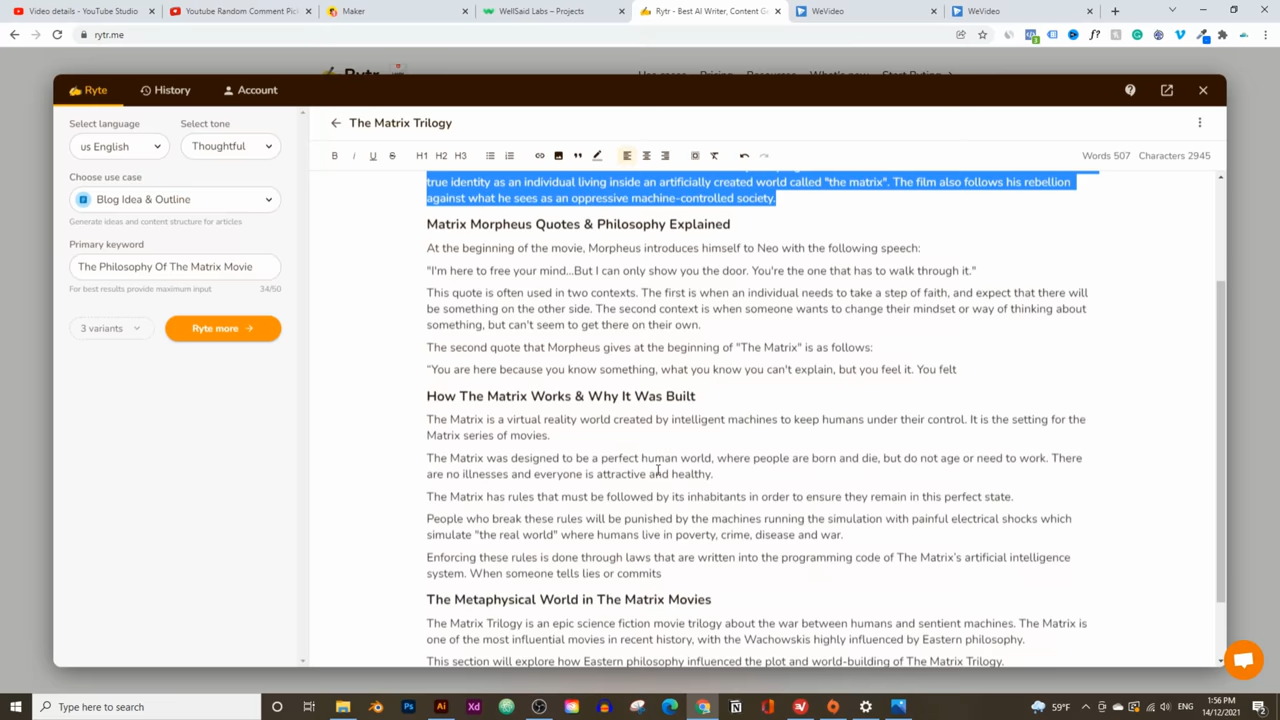 Video details - YouTube Studio
Youtube Random Comment Pic
Maker
WellSaid Labs – Projects
Rytr - Best AI Writer, Content Ge
WeVideo
WeVideo
rytr.me
Ryte
History
Account
Select language
Select tone
us English
Thoughtful
Choose use case
Blog Idea & Outline
Generate ideas and content structure for articles
Primary keyword
The Philosophy Of The Matrix Movie
For best results provide maximum input
34/50
3 variants
Ryte more
The Matrix Trilogy
B i U S H1 H2 H3
Words 507 Characters 2945
true identity as an individual living inside an artificially created world called "the matrix". The film also follows his rebellion
against what he sees as an oppressive machine-controlled society.
Matrix Morpheus Quotes & Philosophy Explained
At the beginning of the movie, Morpheus introduces himself to Neo with the following speech:
"I'm here to free your mind...But I can only show you the door. You're the one that has to walk through it."
This quote is often used in two contexts. The first is when an individual needs to take a step of faith, and expect that there will
be something on the other side. The second context is when someone wants to change their mindset or way of thinking about
something, but can't seem to get there on their own.
The second quote that Morpheus gives at the beginning of "The Matrix" is as follows:
“You are here because you know something, what you know you can't explain, but you feel it. You felt
How The Matrix Works & Why It Was Built
The Matrix is a virtual reality world created by intelligent machines to keep humans under their control. It is the setting for the
Matrix series of movies.
The Matrix was designed to be a perfect human world, where people are born and die, but do not age or need to work. There
are no illnesses and everyone is attractive and healthy.
The Matrix has rules that must be followed by its inhabitants in order to ensure they remain in this perfect state.
People who break these rules will be punished by the machines running the simulation with painful electrical shocks which
simulate "the real world" where humans live in poverty, crime, disease and war.
Enforcing these rules is done through laws that are written into the programming code of The Matrix's artificial intelligence
system. When someone tells lies or commits
The Metaphysical World in The Matrix Movies
The Matrix Trilogy is an epic science fiction movie trilogy about the war between humans and sentient machines. The Matrix is
one of the most influential movies in recent history, with the Wachowskis highly influenced by Eastern philosophy.
This section will explore how Eastern philosophy influenced the plot and world-building of The Matrix Trilogy.
Type here to search
59°F
ENG
1:56 PM
14/12/2021